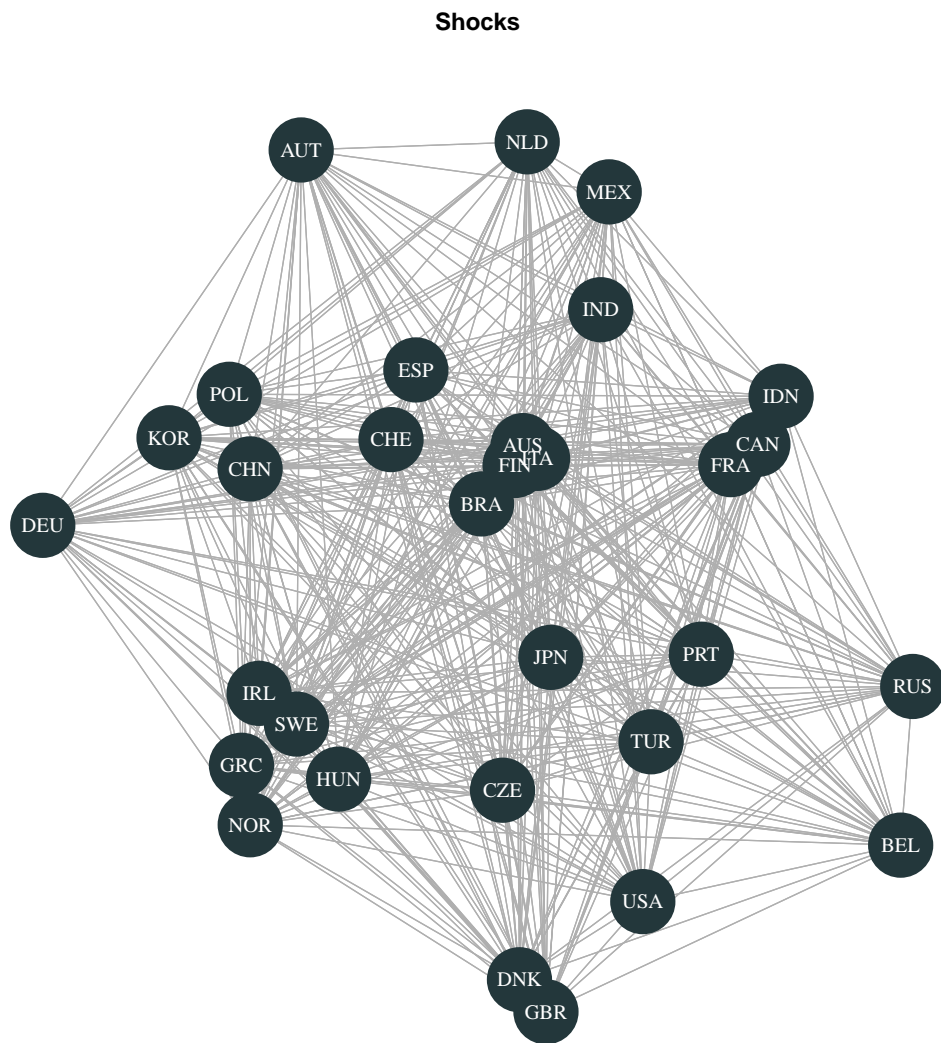 Shocks
AUT
NLD
MEX
IND
ESP
POL
IDN
KOR
CHE
AUS
CAN
ITA
FIN
FRA
CHN
BRA
DEU
JPN
PRT
IRL
RUS
SWE
TUR
GRC
HUN
CZE
NOR
BEL
USA
DNK
GBR